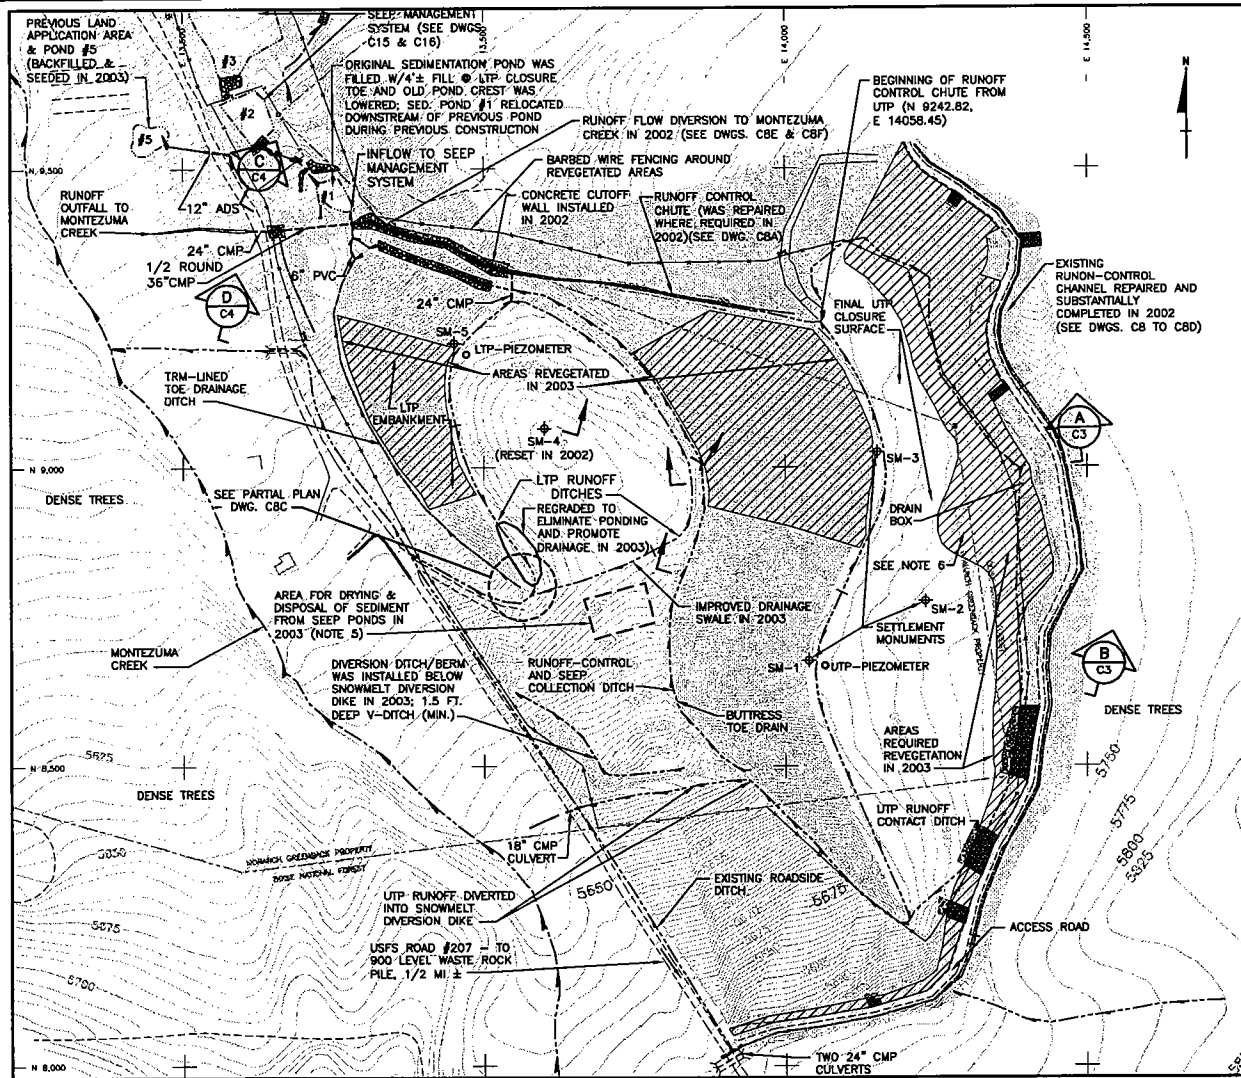 PREVIOUS LAND
APPLICATION AREA
& POND #5
(BACKFILLED &
SEEDED IN 2003)
E 13,000
#3
#2
#5
#1
SEEP MANAGEMENT
SYSTEM (SEE DWGS
C15 & C16)
E 13,500
ORIGINAL SEDIMENTATION POND WAS
FILLED W/4'± FILL @ LTP CLOSURE
TOE AND OLD POND CREST WAS
LOWERED; SED. POND #1 RELOCATED
DOWNSTREAM OF PREVIOUS POND
DURING PREVIOUS CONSTRUCTION
E 14,000
E 14,500
N
BEGINNING OF RUNOFF
CONTROL CHUTE FROM
UTP (N 9242.82,
E 14058.45)
RUNOFF FLOW DIVERSION TO MONTEZUMA
CREEK IN 2002 (SEE DWGS. C8E & C8F)
INFLOW TO SEEP
MANAGEMENT
SYSTEM
BARBED WIRE FENCING AROUND
REVEGETATED AREAS
C
C4
N 9,500
12" ADS
RUNOFF
OUTFALL TO
MONTEZUMA
CREEK
CONCRETE CUTOFF
WALL INSTALLED
IN 2002
RUNOFF CONTROL
CHUTE (WAS REPAIRED
WHERE REQUIRED IN
2002)(SEE DWG. C8A)
24" CMP
1/2 ROUND
36"CMP
6" PVC
D
C4
24" CMP
EXISTING
RUNON-CONTROL
CHANNEL REPAIRED AND
SUBSTANTIALLY
COMPLETED IN 2002
(SEE DWGS. C8 TO C8D)
FINAL UTP
CLOSURE
SURFACE
SM-5
LTP-PIEZOMETER
AREAS REVEGETATED
IN 2003
TRM-LINED
TOE DRAINAGE
DITCH
LTP
EMBANKMENT
SM-4
(RESET IN 2002)
A
C3
SM-3
N 9,000
DENSE TREES
SEE PARTIAL PLAN
DWG. C8C
LTP RUNOFF
DITCHES
REGRADED TO
ELIMINATE PONDING
AND PROMOTE
DRAINAGE IN 2003)
DRAIN
BOX
SEE NOTE 6
AREA FOR DRYING &
DISPOSAL OF SEDIMENT
FROM SEEP PONDS IN
2003 (NOTE 5)
IMPROVED DRAINAGE
SWALE IN 2003
SM-2
SETTLEMENT
MONUMENTS
MONTEZUMA
CREEK
SM-1
UTP-PIEZOMETER
B
C3
DIVERSION DITCH/BERM
WAS INSTALLED BELOW
SNOWMELT DIVERSION
DIKE IN 2003; 1.5 FT.
DEEP V-DITCH (MIN.)
RUNOFF-CONTROL
AND SEEP
COLLECTION DITCH
BUTTRESS
TOE DRAIN
DENSE TREES
AREAS
REQUIRED
REVEGETATION
IN 2003
5625
N 8,500
5750
5775
5800
5825
DENSE TREES
UTP RUNOFF
CONTACT DITCH
18" CMP
CULVERT
MONARCH GREENBACK PROPERTY
BOISE NATIONAL FOREST
5650
EXISTING ROADSIDE
DITCH
5675
UTP RUNOFF DIVERTED
INTO SNOWMELT
DIVERSION DIKE
ACCESS ROAD
5675
USFS ROAD #207 - TO
900 LEVEL WASTE ROCK
PILE, 1/2 MI ±
5700
TWO 24" CMP
CULVERTS
N 8,000